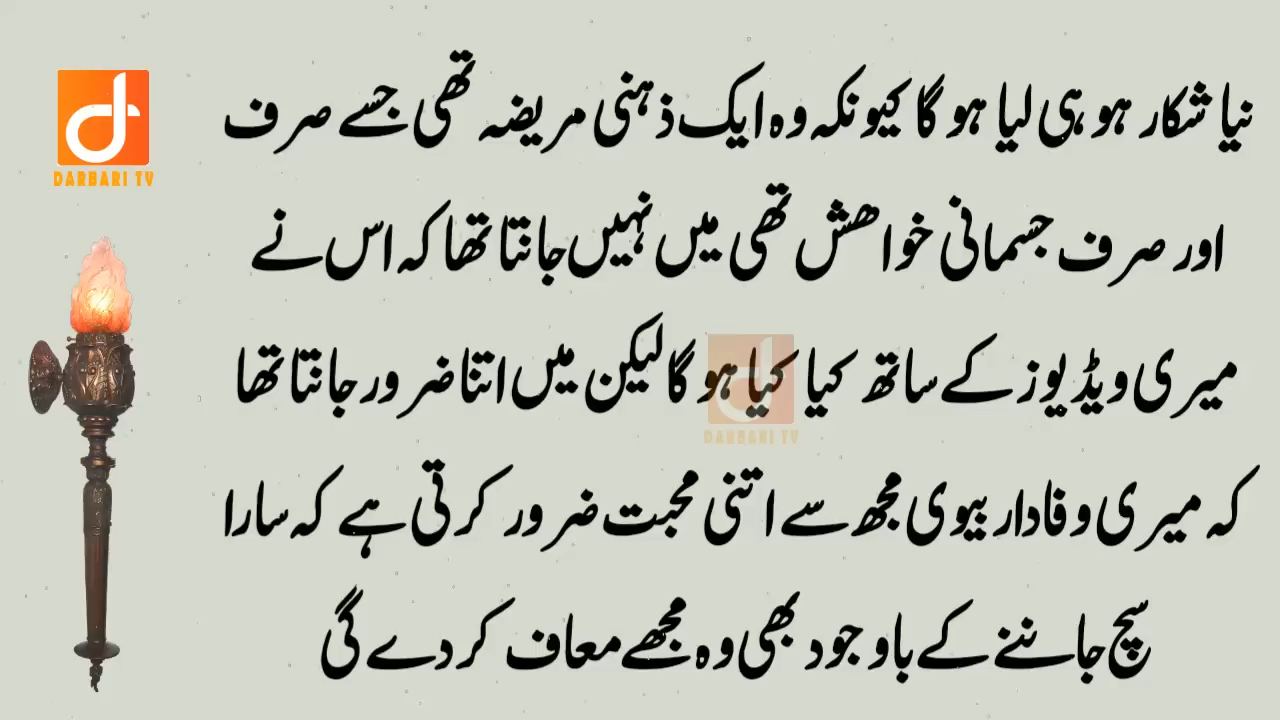 نیا شکار ہو ہی لیا ہو گا کیونکہ وہ ایک ذہنی مریضہ تھی جسے صرف
اور صرف جسمانی خواھش تھی میں نہیں جانتا تھا کہ اس نے
میری ویڈیوز کے ساتھ کیا کیا ہو گا لیکن میں اتنا ضرور جانتا تھا
کہ میری وفادار بیوی مجھ سے اتنی محبت ضرور کرتی ہے کہ سارا
سچ جاننے کے باوجود بھی وہ مجھے معاف کر دے گی
DARBARI TV
DARBARI TV